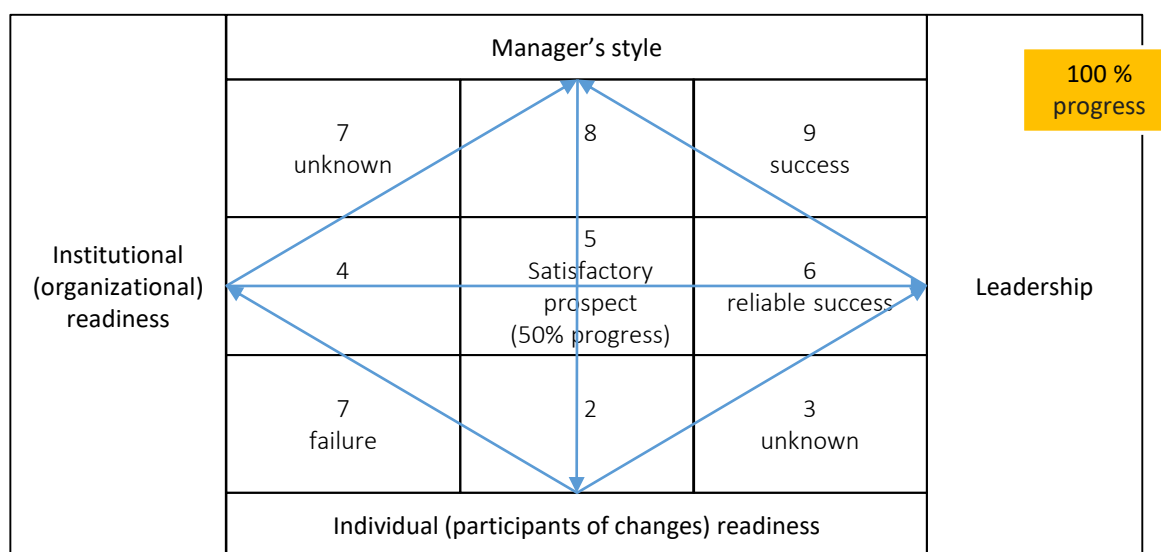 Manager's style
100 %
progress
7
unknown
8
9
success
Institutional
(organizational)
readiness
4
5
Satisfactory
prospect
(50% progress)
6
reliable success
Leadership
7
failure
2
3
unknown
Individual (participants of changes) readiness